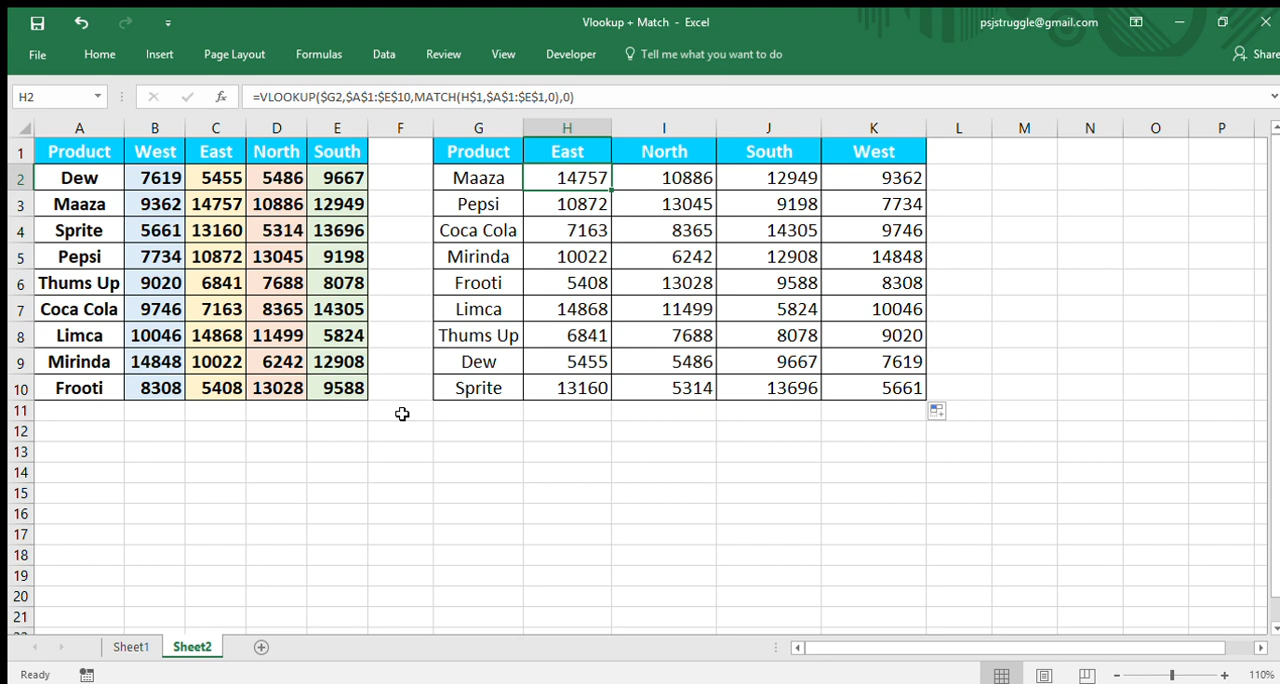 Vlookup + Match - Excel psjstruggle@gmail.com
File Home Insert Page Layout Formulas Data Review View Developer Tell me what you want to do Share
H2 fx =VLOOKUP($G2,$A$1:$E$10,MATCH(H$1,$A$1:$E$1,0),0)
A B C D E F G H I J K L M N O P
1 Product West East North South Product East North South West
2 Dew 7619 5455 5486 9667 Maaza 14757 10886 12949 9362
3 Maaza 9362 14757 10886 12949 Pepsi 10872 13045 9198 7734
4 Sprite 5661 13160 5314 13696 Coca Cola 7163 8365 14305 9746
5 Pepsi 7734 10872 13045 9198 Mirinda 10022 6242 12908 14848
6 Thums Up 9020 6841 7688 8078 Frooti 5408 13028 9588 8308
7 Coca Cola 9746 7163 8365 14305 Limca 14868 11499 5824 10046
8 Limca 10046 14868 11499 5824 Thums Up 6841 7688 8078 9020
9 Mirinda 14848 10022 6242 12908 Dew 5455 5486 9667 7619
10 Frooti 8308 5408 13028 9588 Sprite 13160 5314 13696 5661
11
12
13
14
15
16
17
18
19
20
21
Sheet1 Sheet2
Ready 110%